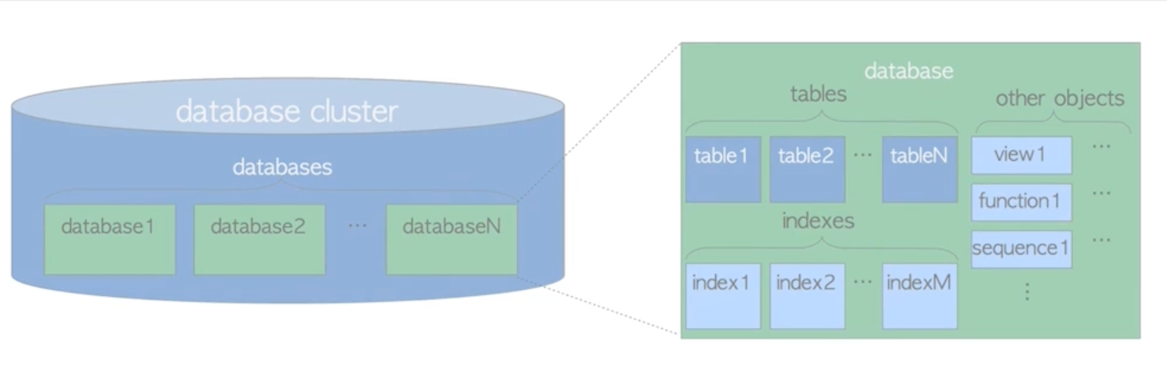 database cluster
databases
database1 database2 ... databaseN
database
tables
other objects
table1 table2 ... tableN
view1 ...
function1 ...
indexes
sequence1 ...
index1 index2 ... indexM
⋮